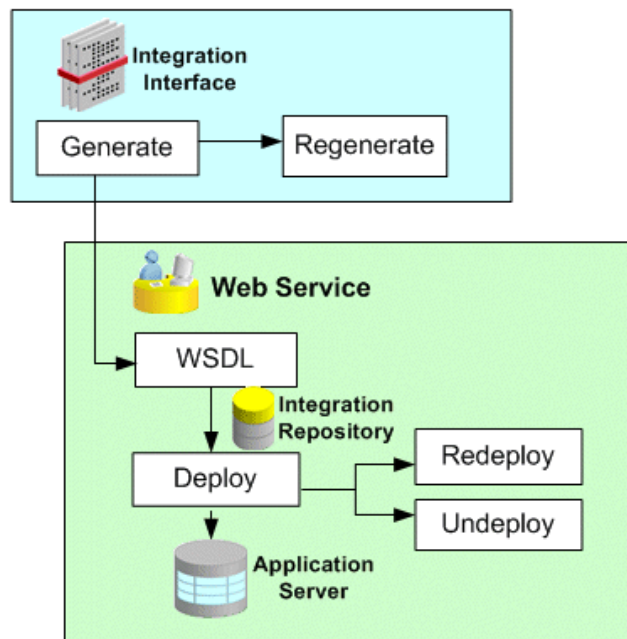 Integration
Interface
Generate
Regenerate
Web Service
WSDL
Integration
Repository
Deploy
Redeploy
Undeploy
Application
Server